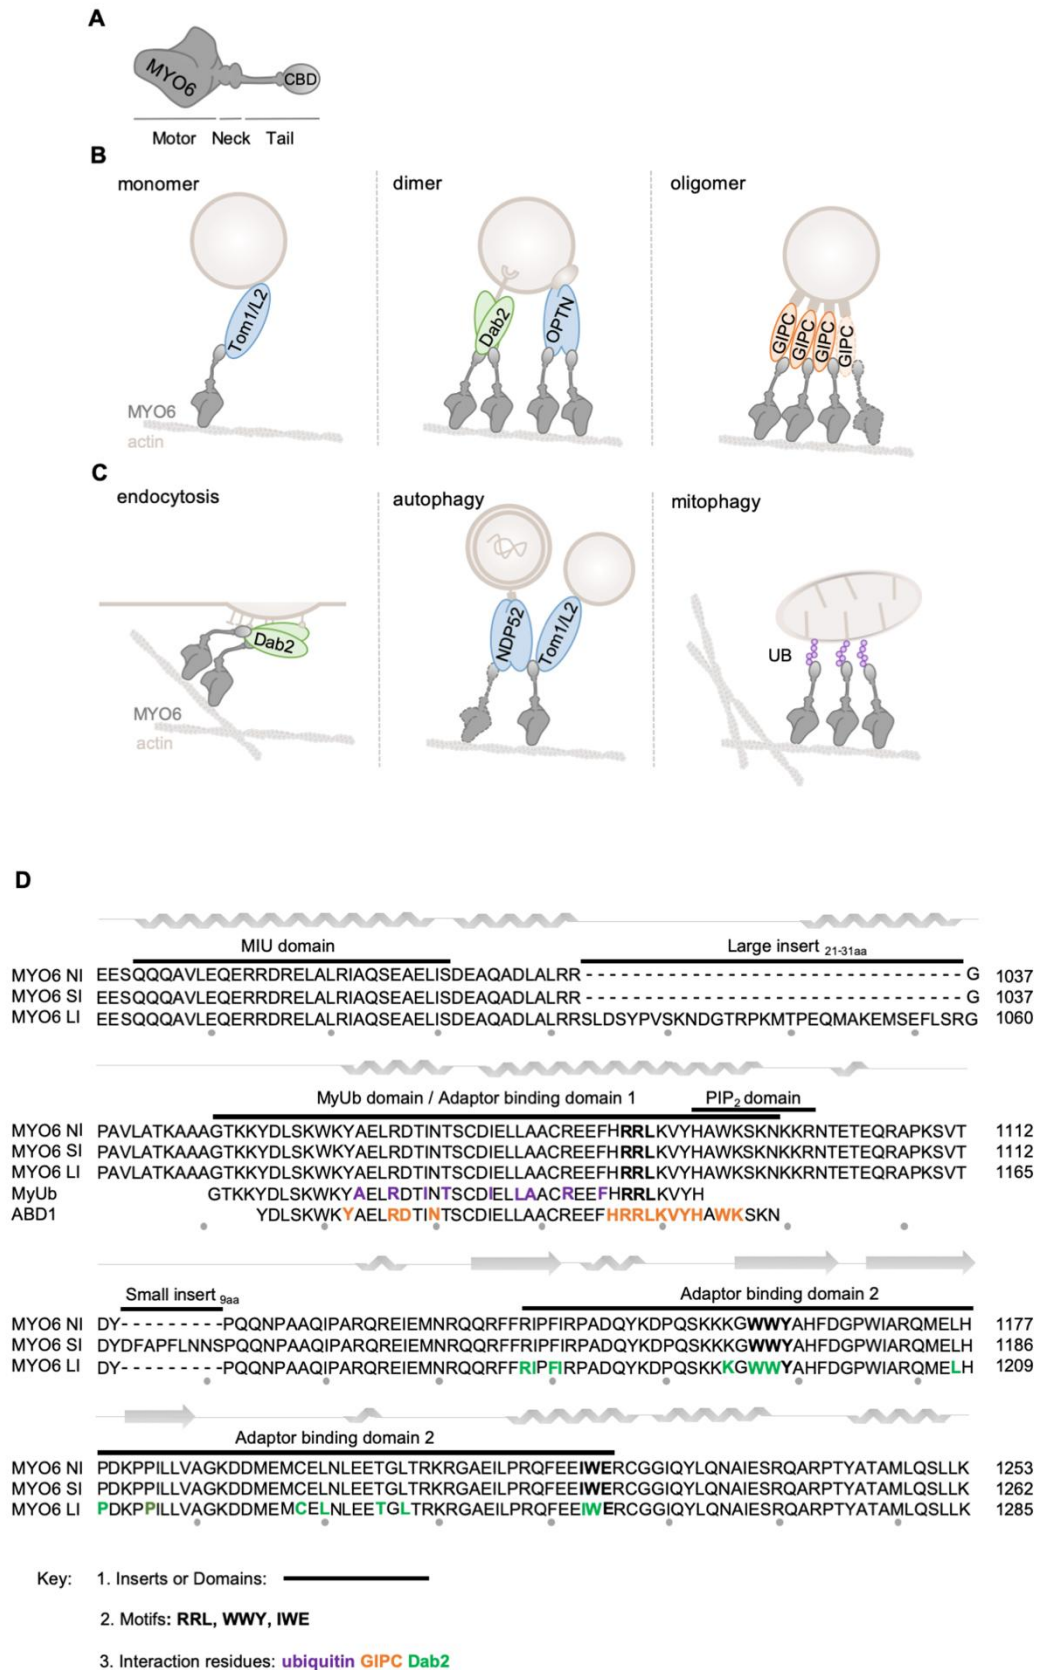 A
MYO6
CBD
Motor Neck Tail
B
monomer
dimer
oligomer
Tom1/L2
Dab2
OPTN
GIPC
GIPC
GIPC
GIPC
MYO6
actin
C
endocytosis
autophagy
mitophagy
Dab2
NDP52
Tom1/L2
UB
MYO6
actin
D
MIU domain Large insert 21-31aa
MYO6 NI EESQQQAVLEQERRDRELALRIAQSEAELISDEAQADLALRR - - - - - - - - - - - - - - - - - - - - - - - - - - - - - - - G 1037
MYO6 SI EESQQQAVLEQERRDRELALRIAQSEAELISDEAQADLALRR - - - - - - - - - - - - - - - - - - - - - - - - - - - - - - - G 1037
MYO6 LI EESQQQAVLEQERRDRELALRIAQSEAELISDEAQADLALRRSLDSYPVSKNDGTRPKMTPEQMAKEMSEFLSRG 1060
MyUb domain / Adaptor binding domain 1 PIP2 domain
MYO6 NI PAVLATKAAAGTKKYDLSKWKYAELRDTINTSCDIELLAACREEFHRRLKVYHAWKSKNKKRNTETEQRAPKSVT 1112
MYO6 SI PAVLATKAAAGTKKYDLSKWKYAELRDTINTSCDIELLAACREEFHRRLKVYHAWKSKNKKRNTETEQRAPKSVT 1112
MYO6 LI PAVLATKAAAGTKKYDLSKWKYAELRDTINTSCDIELLAACREEFHRRLKVYHAWKSKNKKRNTETEQRAPKSVT 1165
MyUb GTKKYDLSKWKYAELRDTINTSCDIELLAACREEFHRRLKVYH
ABD1 YDLSKWKYAELRDTINTSCDIELLAACREEFHRRLKVYHAWKSKN
Small insert 9aa Adaptor binding domain 2
MYO6 NI DY- - - - - - - - -PQQNPAAQIPARQREIEMNRQQRFFRIPFIRPADQYKDPQSKKKGWWYAHFDGPWIARQMELH 1177
MYO6 SI DYDFAPFLNNSPQQNPAAQIPARQREIEMNRQQRFFRIPFIRPADQYKDPQSKKKGWWYAHFDGPWIARQMELH 1186
MYO6 LI DY- - - - - - - - -PQQNPAAQIPARQREIEMNRQQRFFRIPFIRPADQYKDPQSKKKGWWYAHFDGPWIARQMELH 1209
Adaptor binding domain 2
MYO6 NI PDKPPILLVAGKDDMEMCELNLEETGLTRKRGAEILPRQFEEIWERCGGIQYLQNAIESRQARPTYATAMLQSLLK 1253
MYO6 SI PDKPPILLVAGKDDMEMCELNLEETGLTRKRGAEILPRQFEEIWERCGGIQYLQNAIESRQARPTYATAMLQSLLK 1262
MYO6 LI PDKPPILLVAGKDDMEMCELNLEETGLTRKRGAEILPRQFEEIWERCGGIQYLQNAIESRQARPTYATAMLQSLLK 1285
Key: 1. Inserts or Domains:
2. Motifs: RRL, WWY, IWE
3. Interaction residues: ubiquitin GIPC Dab2